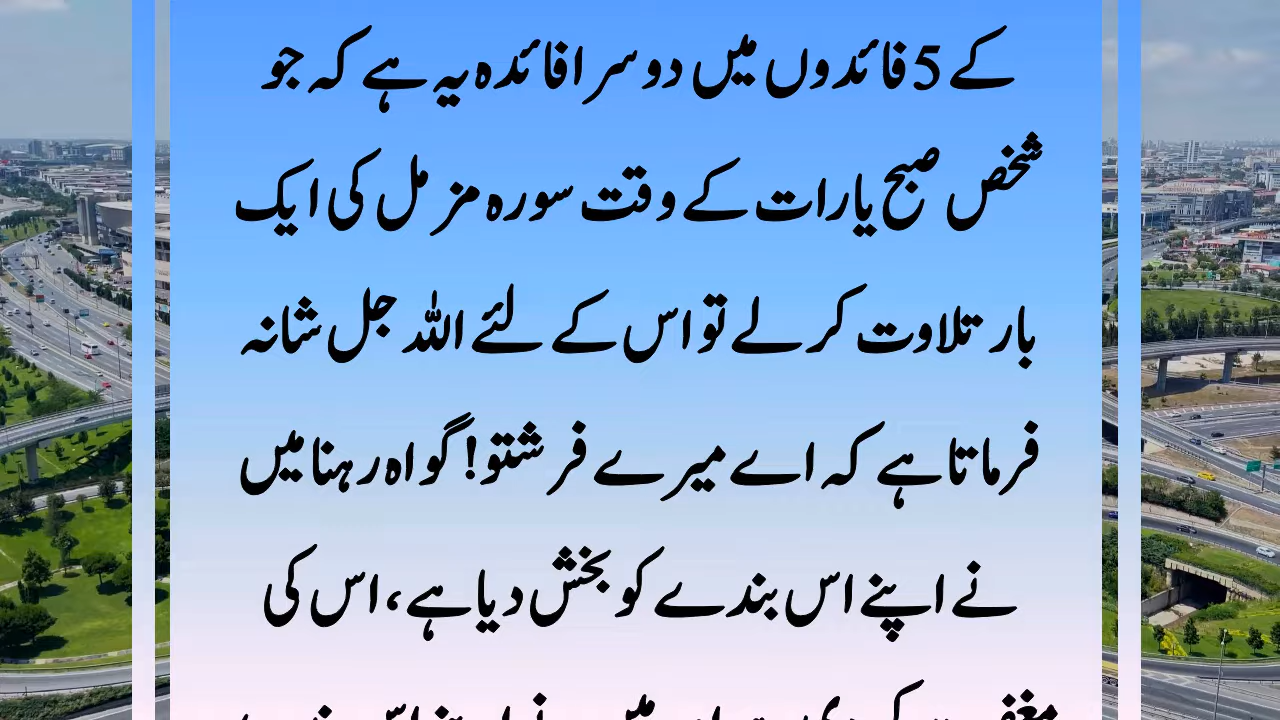 کے 5 فائدوں میں دوسرا فائدہ یہ ہے کہ جو
شخص صبح یا رات کے وقت سورہ مزمل کی ایک
بار تلاوت کرلے تو اس کے لئے اللہ جل شانہ
فرماتا ہے کہ اے میرے فرشتو! گواہ رہنا میں
نے اپنے اس بندے کو بخش دیا ہے، اس کی